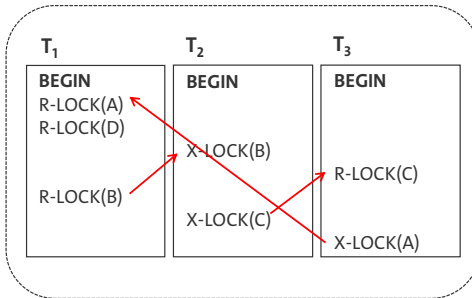 T1 T2 T3
BEGIN BEGIN BEGIN
R-LOCK(A)
R-LOCK(D)
X-LOCK(B)
R-LOCK(C)
R-LOCK(B)
X-LOCK(C)
X-LOCK(A)